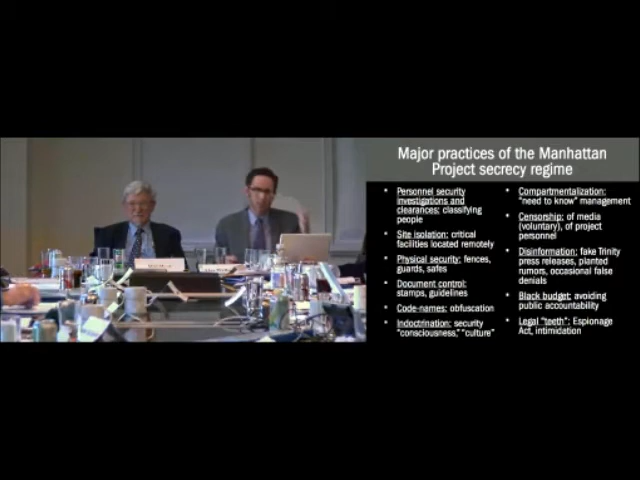 Major practices of the Manhattan
Project secrecy regime
• Personnel security
investigations and
clearances: classifying
people
• Site isolation: critical
facilities located remotely
• Physical security: fences,
guards, safes
• Document control:
stamps, guidelines
• Code-names: obfuscation
• Indoctrination: security
“consciousness,” “culture”
• Compartmentalization:
“need to know” management
• Censorship: of media
(voluntary), of project
personnel
• Disinformation: fake Trinity
press releases, planted
rumors, occasional false
denials
• Black budget: avoiding
public accountability
• Legal “teeth”: Espionage
Act, intimidation